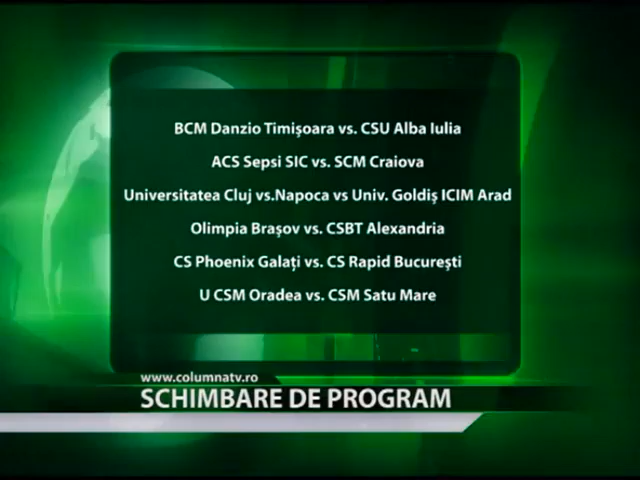 BCM Danzio Timişoara vs. CSU Alba Iulia
ACS Sepsi SIC vs. SCM Craiova
Universitatea Cluj vs.Napoca vs Univ. Goldiş ICIM Arad
Olimpia Braşov vs. CSBT Alexandria
CS Phoenix Galaţi vs. CS Rapid Bucureşti
U CSM Oradea vs. CSM Satu Mare
www.columnatv.ro
SCHIMBARE DE PROGRAM